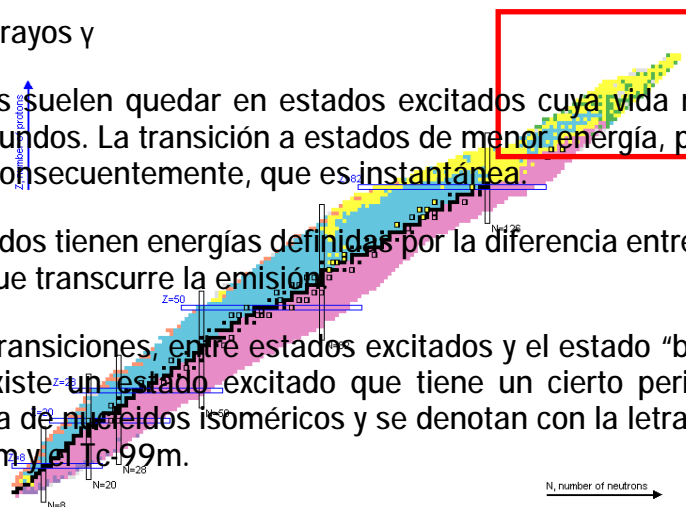 rayos γ
s suelen quedar en estados excitados cuya vida
undos. La transición a estados de menor energía, p
onsecuentemente, que es instantánea.
dos tienen energías definidas por la diferencia entre
ue transcurre la emisión.
ransiciones, entre estados excitados y el estado "b
xiste un estado excitado que tiene un cierto peri
a de nucleidos isoméricos y se denotan con la letra
m y el Tc-99m.
Z, number of protons
Z=82
N=126
Z=50
N=82
Z=28
N=50
Z=20
N=28
Z=8
N=20
N=8
N, number of neutrons